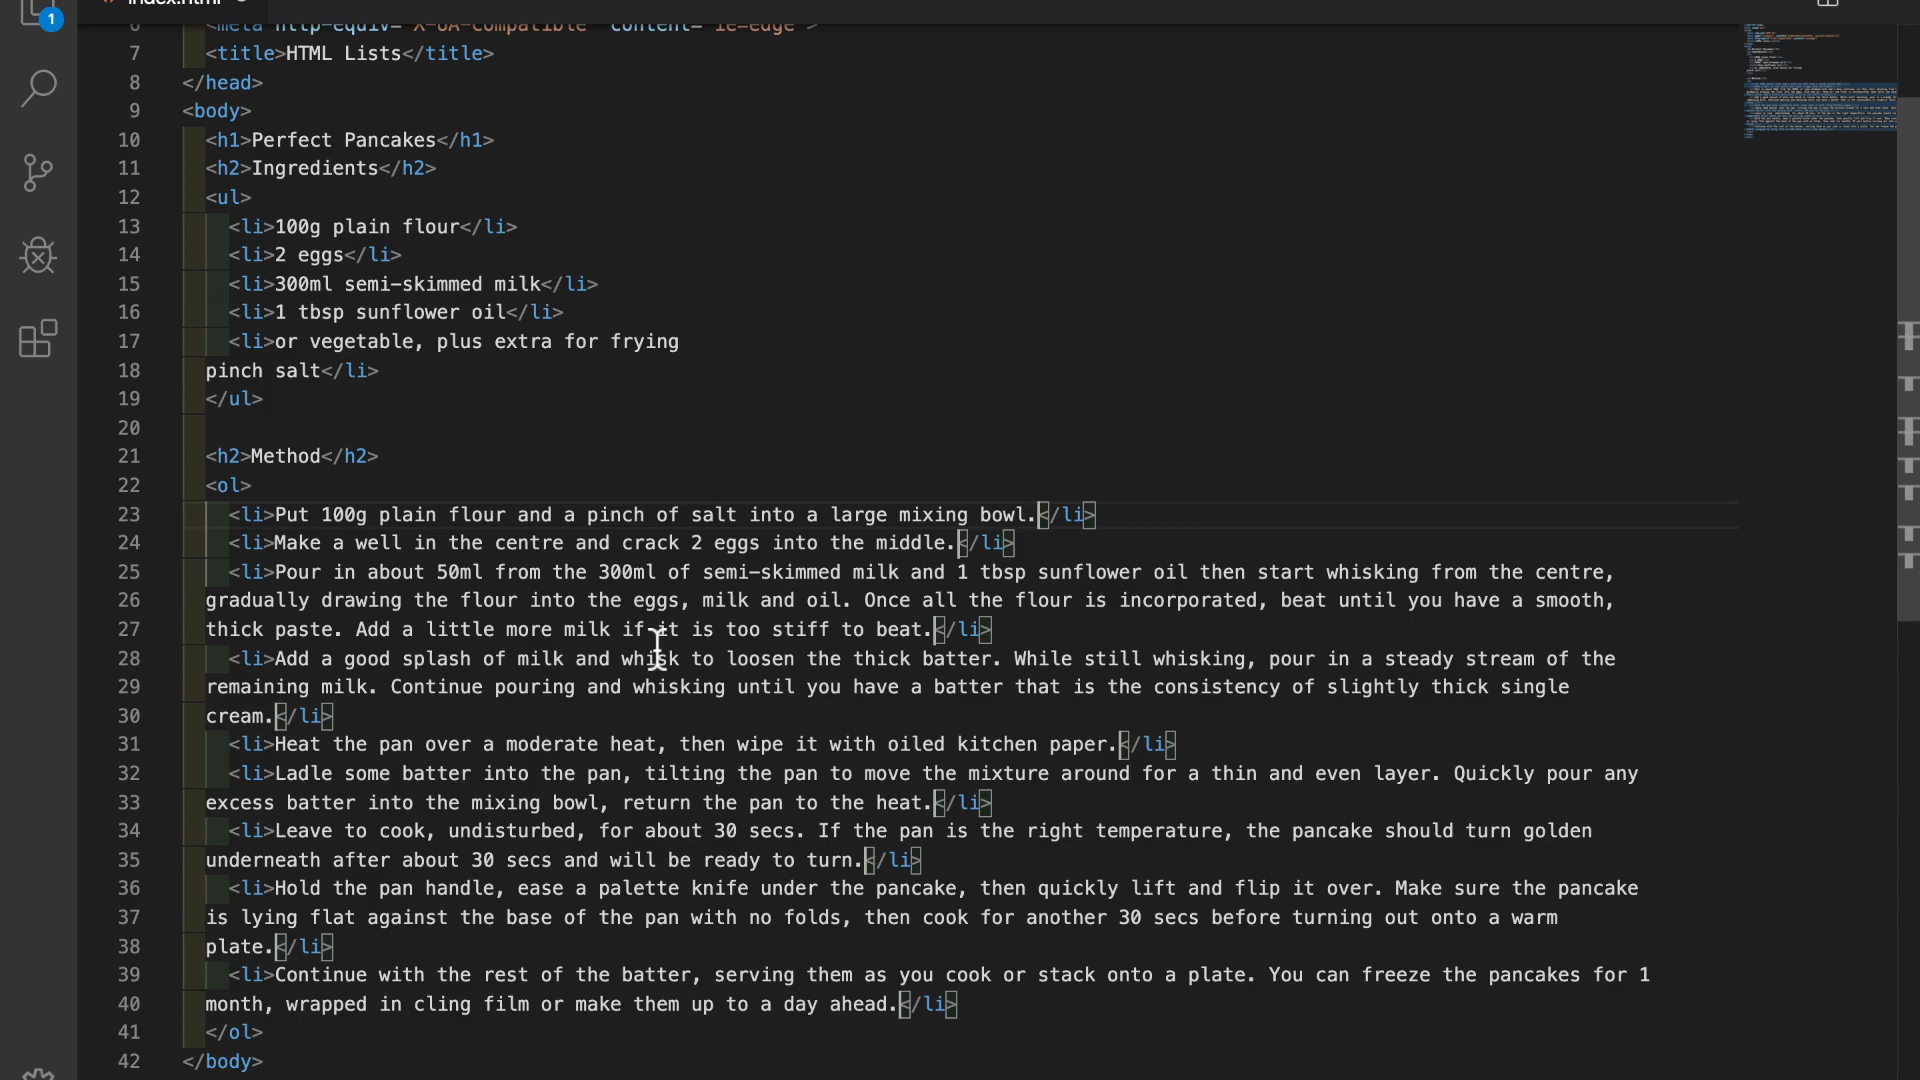 1
index.html
6 <meta http-equiv="X-UA-Compatible" content="ie=edge">
7 <title>HTML Lists</title>
8 </head>
9 <body>
10 <h1>Perfect Pancakes</h1>
11 <h2>Ingredients</h2>
12 <ul>
13 <li>100g plain flour</li>
14 <li>2 eggs</li>
15 <li>300ml semi-skimmed milk</li>
16 <li>1 tbsp sunflower oil</li>
17 <li>or vegetable, plus extra for frying
18 pinch salt</li>
19 </ul>
20
21 <h2>Method</h2>
22 <ol>
23 <li>Put 100g plain flour and a pinch of salt into a large mixing bowl.</li>
24 <li>Make a well in the centre and crack 2 eggs into the middle.</li>
25 <li>Pour in about 50ml from the 300ml of semi-skimmed milk and 1 tbsp sunflower oil then start whisking from the centre,
26 gradually drawing the flour into the eggs, milk and oil. Once all the flour is incorporated, beat until you have a smooth,
27 thick paste. Add a little more milk if it is too stiff to beat.</li>
28 <li>Add a good splash of milk and whisk to loosen the thick batter. While still whisking, pour in a steady stream of the
29 remaining milk. Continue pouring and whisking until you have a batter that is the consistency of slightly thick single
30 cream.</li>
31 <li>Heat the pan over a moderate heat, then wipe it with oiled kitchen paper.</li>
32 <li>Ladle some batter into the pan, tilting the pan to move the mixture around for a thin and even layer. Quickly pour any
33 excess batter into the mixing bowl, return the pan to the heat.</li>
34 <li>Leave to cook, undisturbed, for about 30 secs. If the pan is the right temperature, the pancake should turn golden
35 underneath after about 30 secs and will be ready to turn.</li>
36 <li>Hold the pan handle, ease a palette knife under the pancake, then quickly lift and flip it over. Make sure the pancake
37 is lying flat against the base of the pan with no folds, then cook for another 30 secs before turning out onto a warm
38 plate.</li>
39 <li>Continue with the rest of the batter, serving them as you cook or stack onto a plate. You can freeze the pancakes for 1
40 month, wrapped in cling film or make them up to a day ahead.</li>
41 </ol>
42 </body>